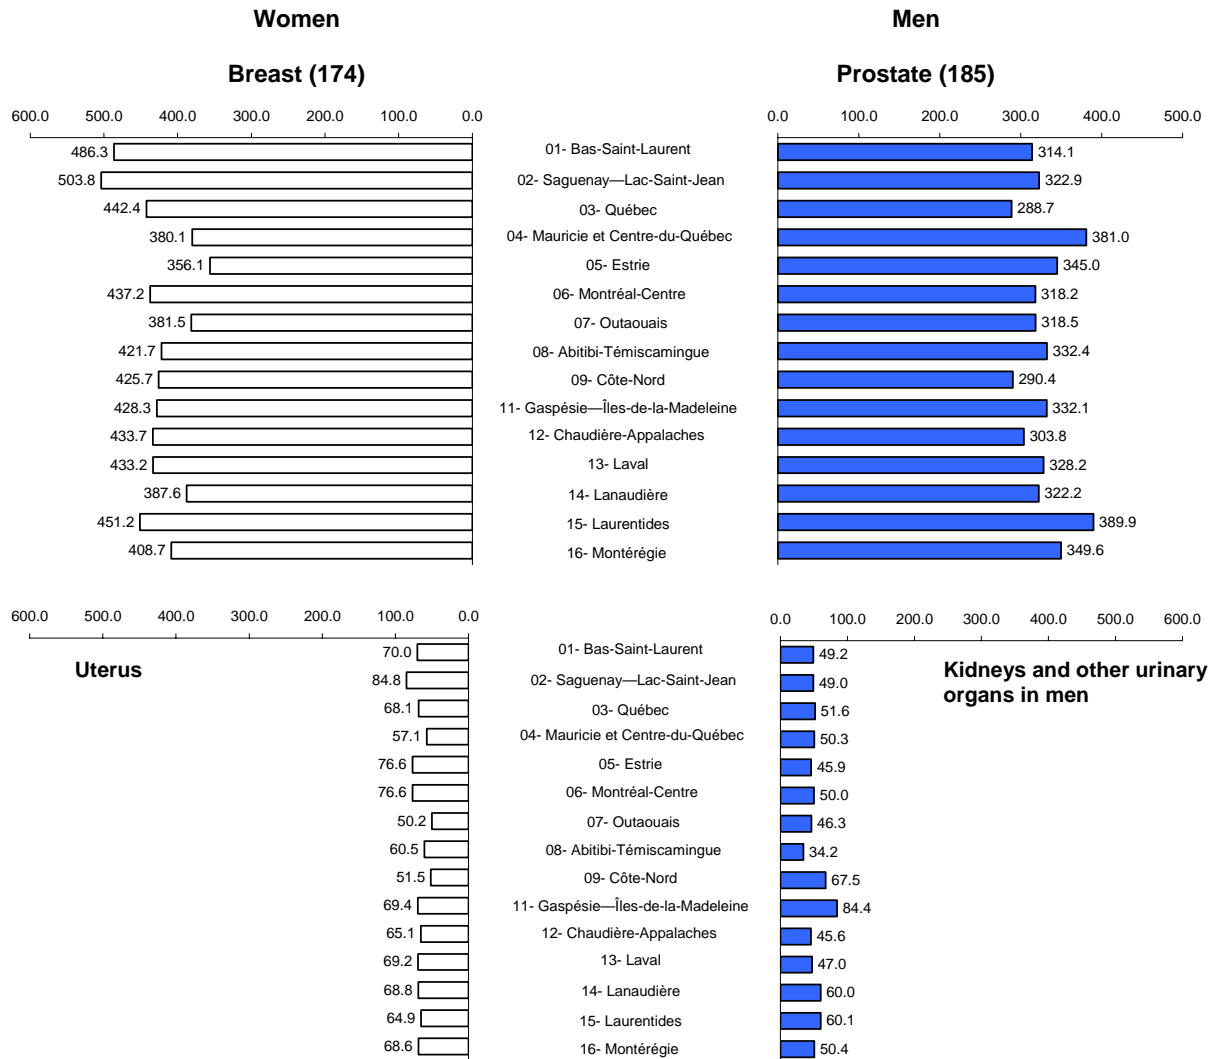 Women Men
Breast (174) Prostate (185)
600.0 500.0 400.0 300.0 200.0 100.0 0.0 0.0 100.0 200.0 300.0 400.0 500.0
486.3 01- Bas-Saint-Laurent 314.1
503.8 02- Saguenay—Lac-Saint-Jean 322.9
442.4 03- Québec 288.7
380.1 04- Mauricie et Centre-du-Québec 381.0
356.1 05- Estrie 345.0
437.2 06- Montréal-Centre 318.2
381.5 07- Outaouais 318.5
421.7 08- Abitibi-Témiscamingue 332.4
425.7 09- Côte-Nord 290.4
428.3 11- Gaspésie—Îles-de-la-Madeleine 332.1
433.7 12- Chaudière-Appalaches 303.8
433.2 13- Laval 328.2
387.6 14- Lanaudière 322.2
451.2 15- Laurentides 389.9
408.7 16- Montérégie 349.6
600.0 500.0 400.0 300.0 200.0 100.0 0.0 0.0 100.0 200.0 300.0 400.0 500.0 600.0
Uterus
Kidneys and other urinary
organs in men
70.0 01- Bas-Saint-Laurent 49.2
84.8 02- Saguenay—Lac-Saint-Jean 49.0
68.1 03- Québec 51.6
57.1 04- Mauricie et Centre-du-Québec 50.3
76.6 05- Estrie 45.9
76.6 06- Montréal-Centre 50.0
50.2 07- Outaouais 46.3
60.5 08- Abitibi-Témiscamingue 34.2
51.5 09- Côte-Nord 67.5
69.4 11- Gaspésie—Îles-de-la-Madeleine 84.4
65.1 12- Chaudière-Appalaches 45.6
69.2 13- Laval 47.0
68.8 14- Lanaudière 60.0
64.9 15- Laurentides 60.1
68.6 16- Montérégie 50.4